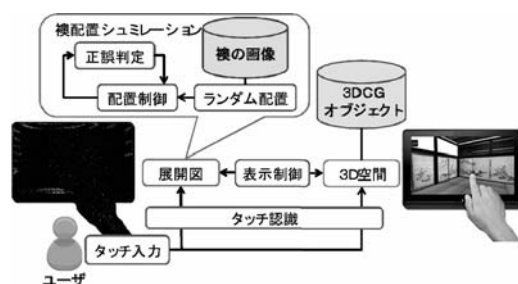 襖配置シュミレーション
正誤判定
襖の画像
配置制御
ランダム配置
3DCG
オブジェクト
展開図
表示制御
3D空間
タッチ認識
タッチ入力
ユーザ